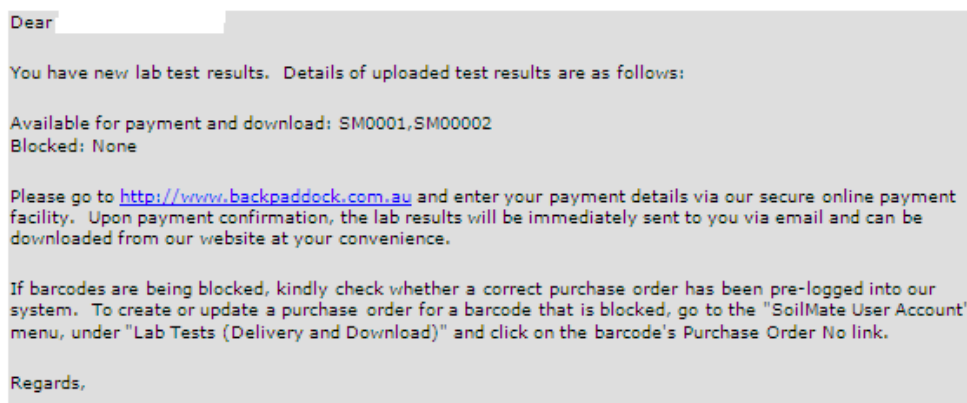 Dear
You have new lab test results. Details of uploaded test results are as follows:
Available for payment and download: SM0001,SM00002
Blocked: None
Please go to http://www.backpaddock.com.au and enter your payment details via our secure online payment
facility. Upon payment confirmation, the lab results will be immediately sent to you via email and can be
downloaded from our website at your convenience.
If barcodes are being blocked, kindly check whether a correct purchase order has been pre-logged into our
system. To create or update a purchase order for a barcode that is blocked, go to the "SoilMate User Account"
menu, under "Lab Tests (Delivery and Download)" and click on the barcode's Purchase Order No link.
Regards,